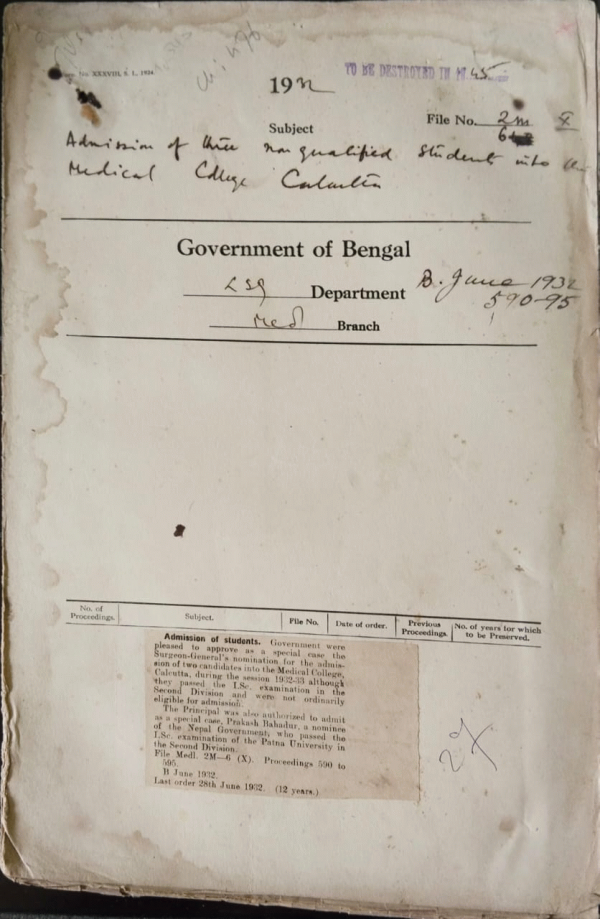 No. XXXVIII, S. 1, 1924
TO BE DESTROYED IN 1945
1932
File No. 2M X
6
Subject
Admission of three non qualified students into the
Medical College Calcutta
Government of Bengal
LSG Department B. June 1932
590-95
Med Branch
No. of Proceedings. Subject. File No. Date of order. Previous Proceedings. No. of years for which to be Preserved.
Admission of students. Government were
pleased to approve as a special case the
Surgeon-General's nomination for the admis-
sion of two candidates into the Medical College,
Calcutta, during the session 1932-33 although
they passed the I.Sc. examination in the
Second Division and were not ordinarily
eligible for admission.
The Principal was also authorized to admit
as a special case, Prakash Bahadur, a nominee
of the Nepal Government, who passed the
I.Sc. examination of the Patna University in
the Second Division.
File Medl. 2M—6 (X). Proceedings 590 to
595.
B June 1932.
Last order 28th June 1932. (12 years.)